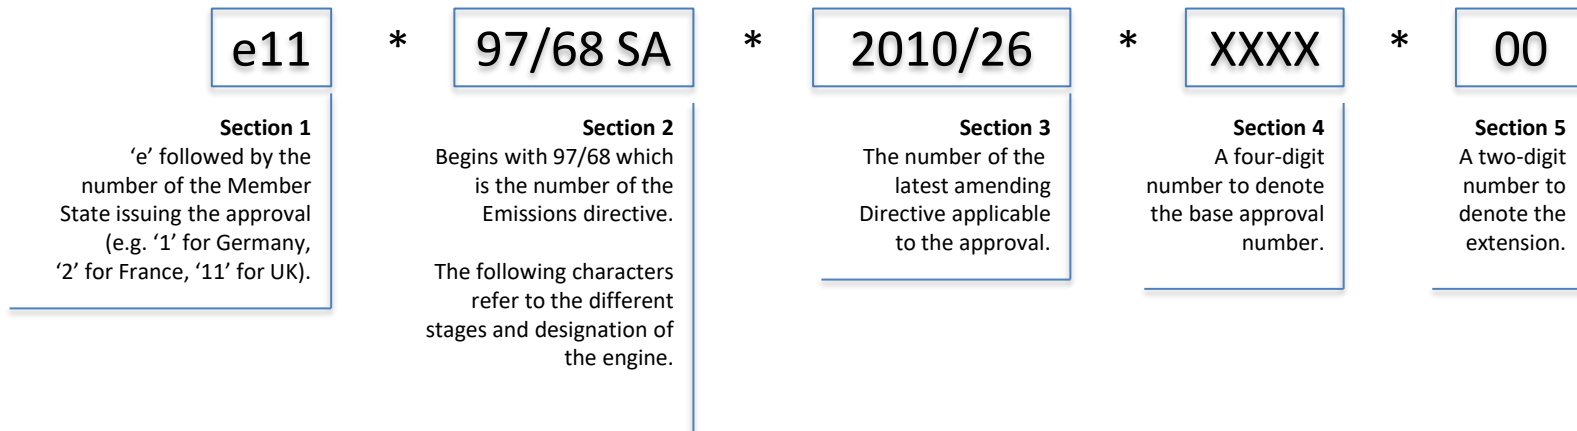 e11 * 97/68 SA * 2010/26 * XXXX * 00
Section 1
‘e’ followed by the
number of the Member
State issuing the approval
(e.g. ‘1’ for Germany,
‘2’ for France, ‘11’ for UK).
Section 2
Begins with 97/68 which
is the number of the
Emissions directive.
The following characters
refer to the different
stages and designation of
the engine.
Section 3
The number of the
latest amending
Directive applicable
to the approval.
Section 4
A four-digit
number to denote
the base approval
number.
Section 5
A two-digit
number to
denote the
extension.